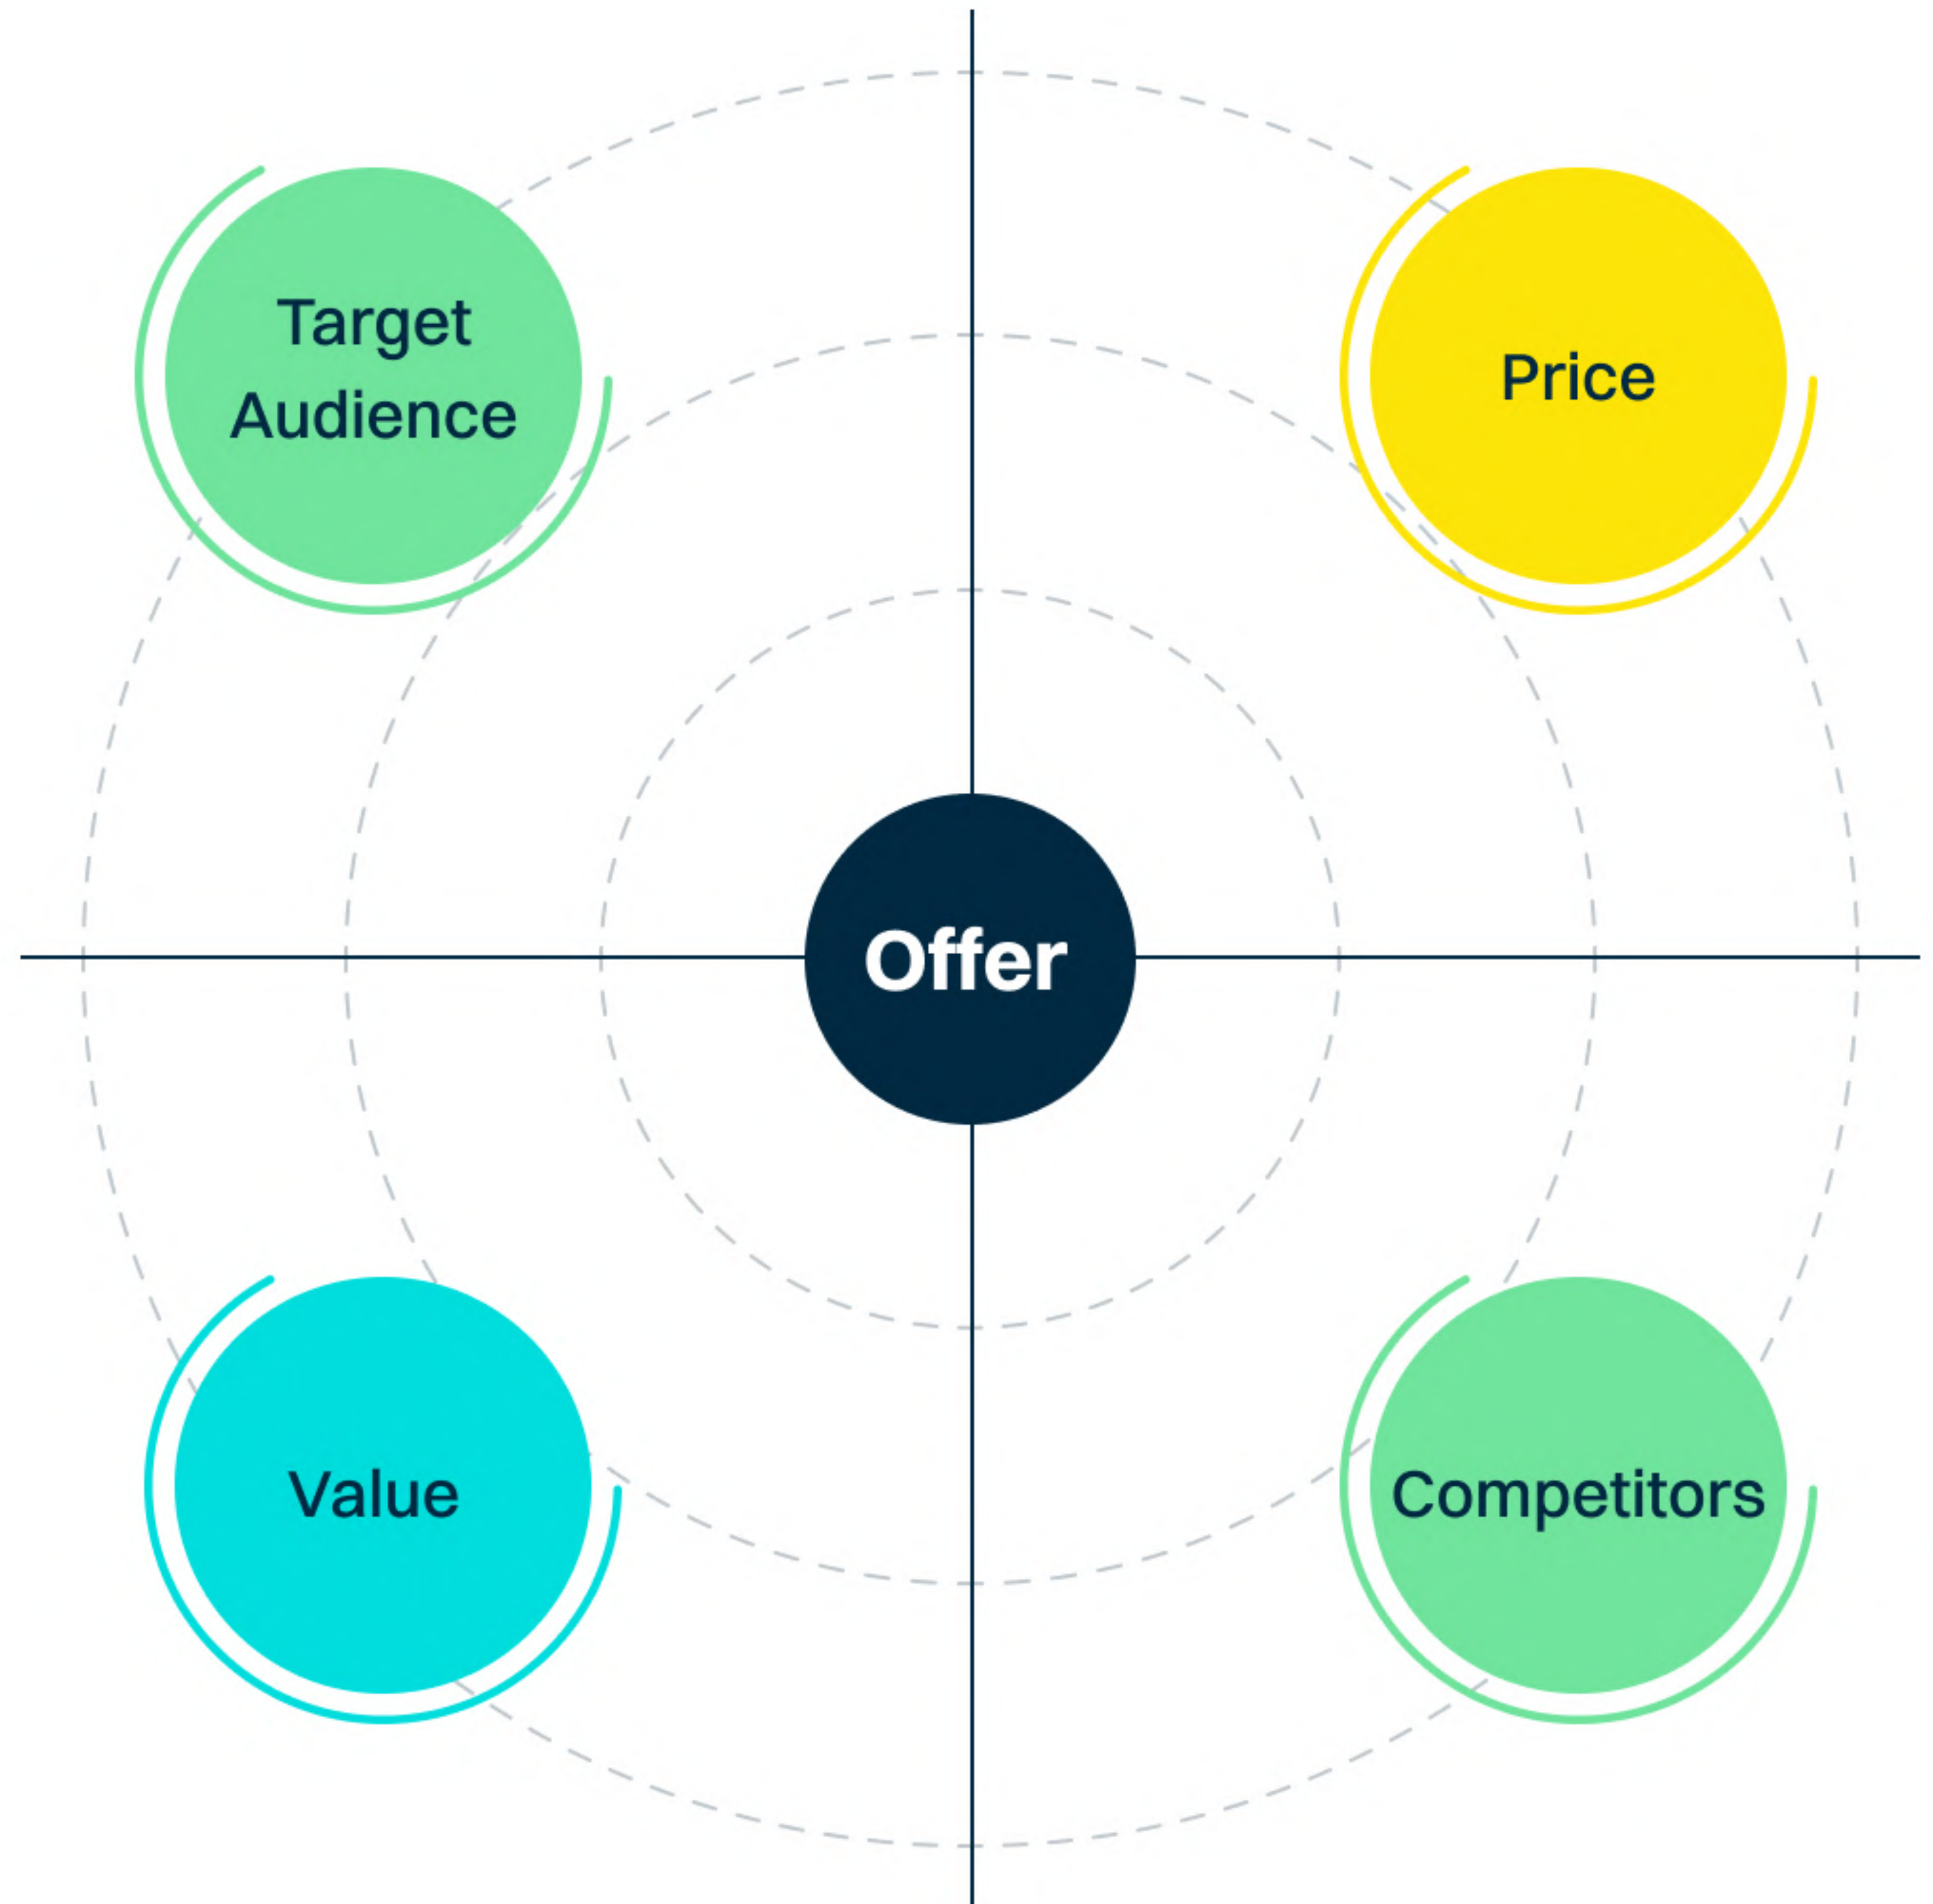 Target
Audience
Price
Offer
Value
Competitors